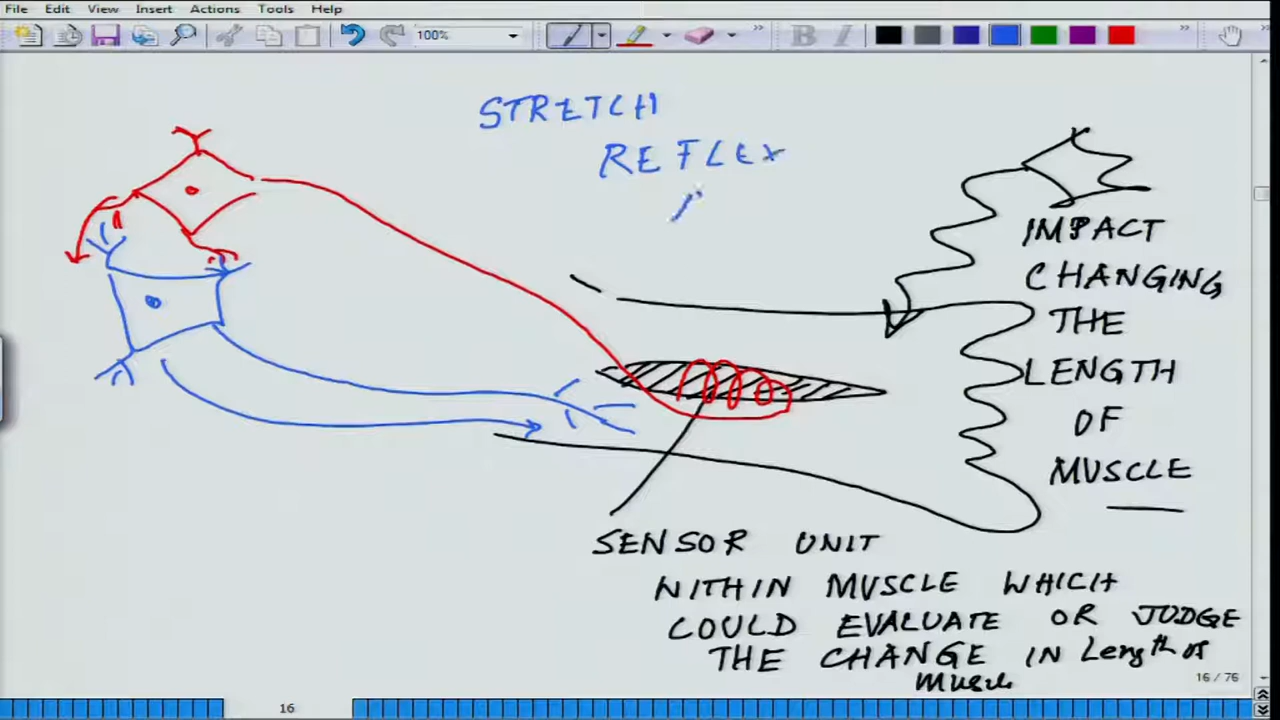 File Edit View Insert Actions Tools Help
100%
STRETCH
REFLEX
IMPACT
CHANGING
THE
LENGTH
OF
MUSCLE
SENSOR UNIT
WITHIN MUSCLE WHICH
COULD EVALUATE OR JUDGE
THE CHANGE IN Length of
Muscle
16 / 76
16